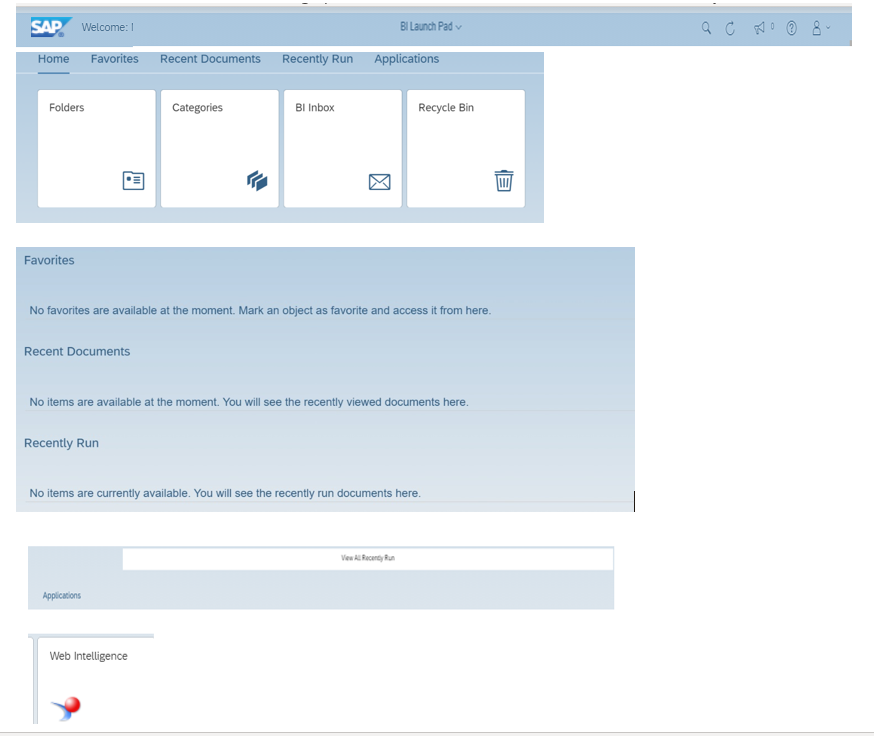 SAP Welcome: BI Launch Pad 0
Home Favorites Recent Documents Recently Run Applications
Folders Categories BI Inbox Recycle Bin
Favorites
No favorites are available at the moment. Mark an object as favorite and access it from here.
Recent Documents
No items are available at the moment. You will see the recently viewed documents here.
Recently Run
No items are currently available. You will see the recently run documents here.
View All Recently Run
Applications
Web Intelligence